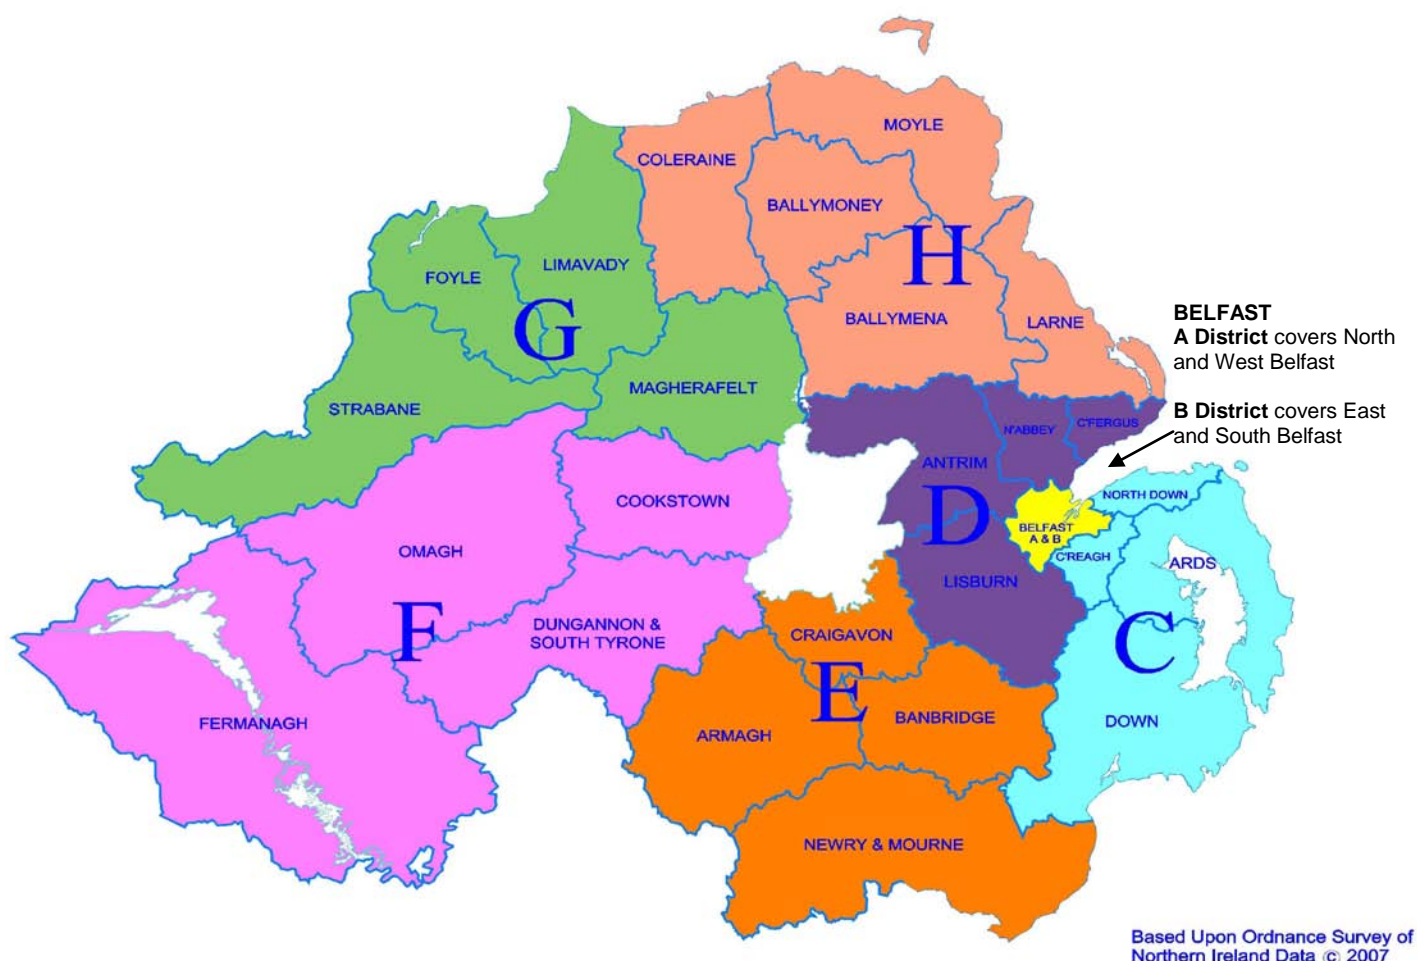 MOYLE
COLERAINE
BALLYMONEY
H
LIMAVADY
FOYLE
G
BALLYMENA
LARNE
BELFAST
A District covers North
and West Belfast
B District covers East
and South Belfast
MAGHERAFELT
STRABANE
N'ABBEY
C'FERGUS
ANTRIM
D
COOKSTOWN
NORTH DOWN
BELFAST
A & B
C'REAGH
OMAGH
ARDS
LISBURN
F
DUNGANNON &
SOUTH TYRONE
CRAIGAVON
C
E
FERMANAGH
ARMAGH
BANBRIDGE
DOWN
NEWRY & MOURNE
Based Upon Ordnance Survey of
Northern Ireland Data © 2007